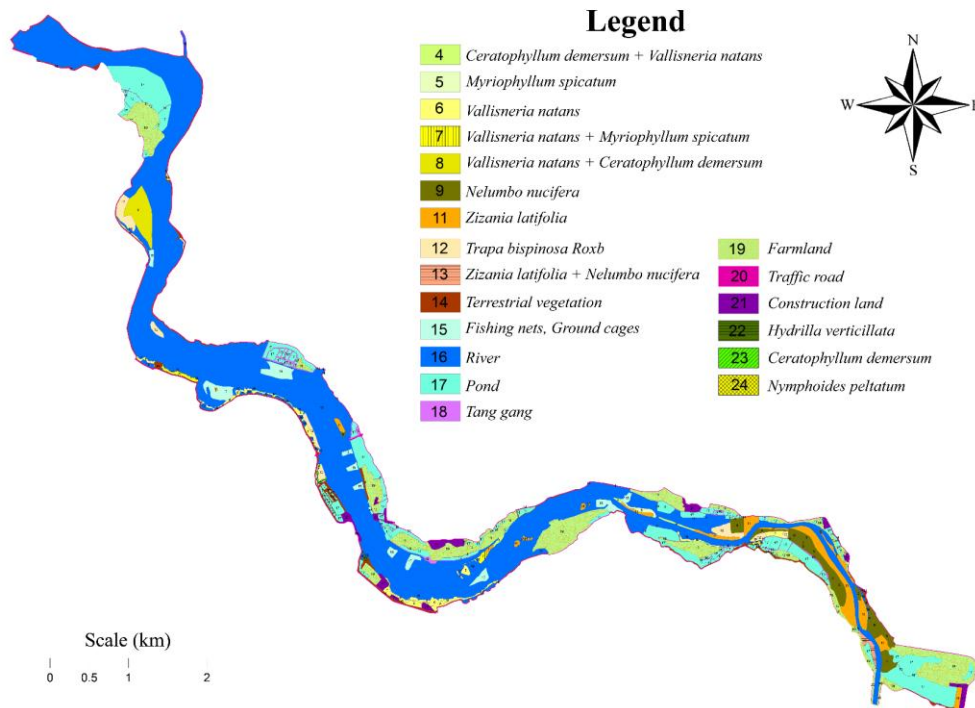 Legend
4 Ceratophyllum demersum + Vallisneria natans
5 Myriophyllum spicatum
6 Vallisneria natans
7 Vallisneria natans + Myriophyllum spicatum
8 Vallisneria natans + Ceratophyllum demersum
9 Nelumbo nucifera
11 Zizania latifolia
12 Trapa bispinosa Roxb
13 Zizania latifolia + Nelumbo nucifera
14 Terrestrial vegetation
15 Fishing nets, Ground cages
16 River
17 Pond
18 Tang gang
19 Farmland
20 Traffic road
21 Construction land
22 Hydrilla verticillata
23 Ceratophyllum demersum
24 Nymphoides peltatum
N
W
E
S
Scale (km)
0 0.5 1 2